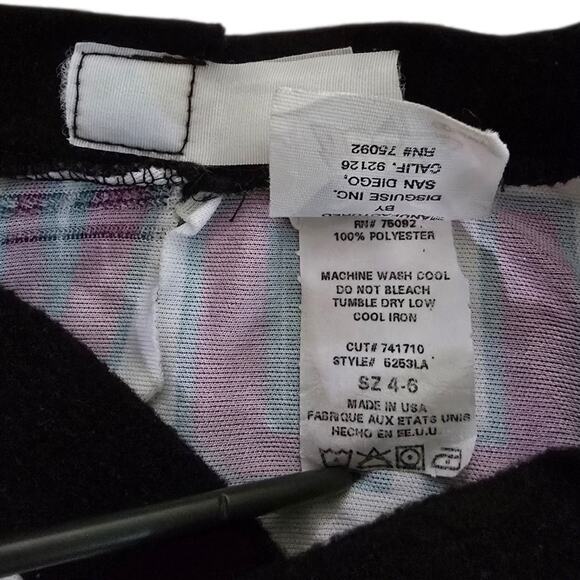 MANUFACTURED
BY
DISGUISE INC.
SAN DIEGO,
CALIF. 92126
RN# 75092
RN# 75092
100% POLYESTER
MACHINE WASH COOL
DO NOT BLEACH
TUMBLE DRY LOW
COOL IRON
CUT# 741710
STYLE# 5253LA
SZ 4-6
MADE IN USA
FABRIQUE AUX ETATS UNIS
HECHO EN EE.U.U.